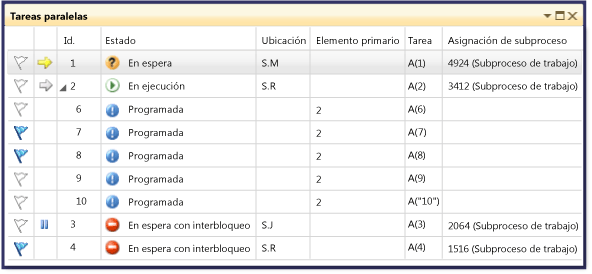 Tareas paralelas
Id. Estado Ubicación Elemento primario Tarea Asignación de subproceso
1 En espera S.M A(1) 4924 (Subproceso de trabajo)
2 En ejecución S.R A(2) 3412 (Subproceso de trabajo)
6 Programada 2 A(6)
7 Programada 2 A(7)
8 Programada 2 A(8)
9 Programada 2 A(9)
10 Programada 2 A("10")
3 En espera con interbloqueo S.J A(3) 2064 (Subproceso de trabajo)
4 En espera con interbloqueo S.R A(4) 1516 (Subproceso de trabajo)